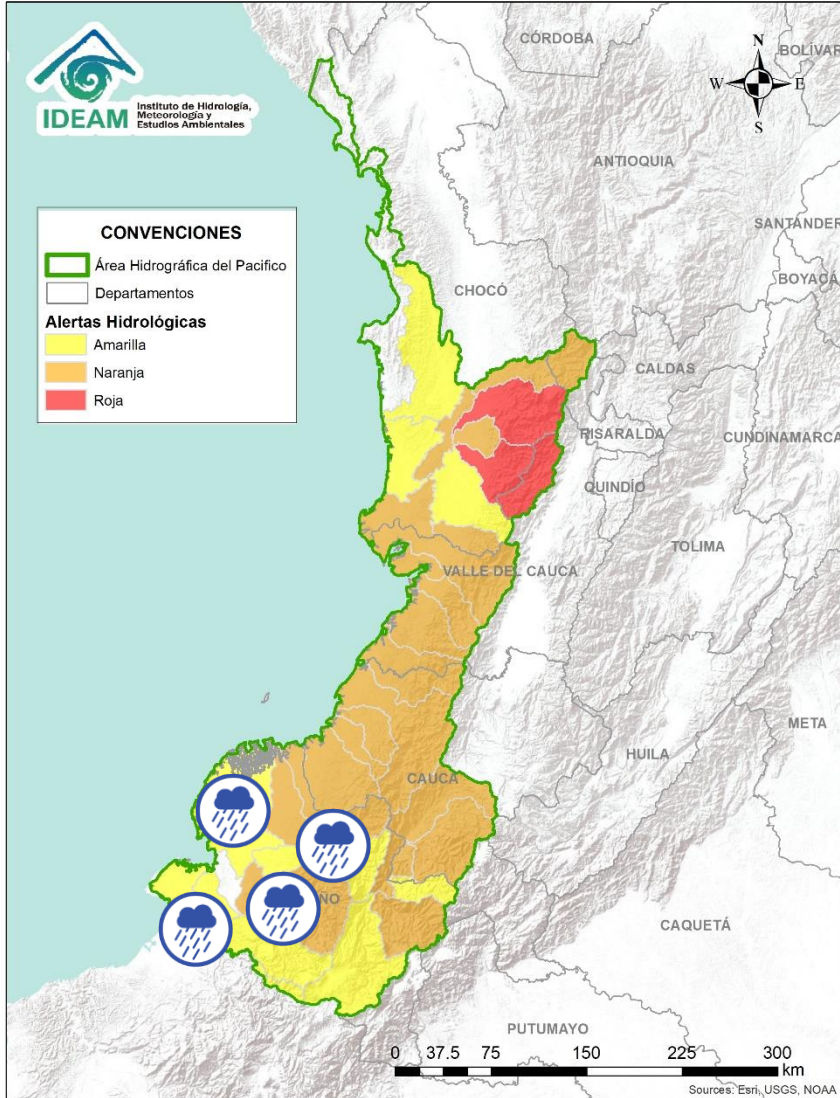 IDEAM
Instituto de Hidrología,
Meteorología y
Estudios Ambientales
CÓRDOBA
BOLÍVAR
N
W
E
S
ANTIOQUIA
SANTANDER
BOYACÁ
CONVENCIONES
Área Hidrográfica del Pacifico
Departamentos
Alertas Hidrológicas
Amarilla
Naranja
Roja
CHOCÓ
CALDAS
RISARALDA
CUNDINAMARCA
QUINDÍO
TOLIMA
VALLE DEL CAUCA
META
HUILA
CAUCA
ÑO
CAQUETÁ
PUTUMAYO
0 37.5 75 150 225 300
km
Sources: Esri, USGS, NOAA